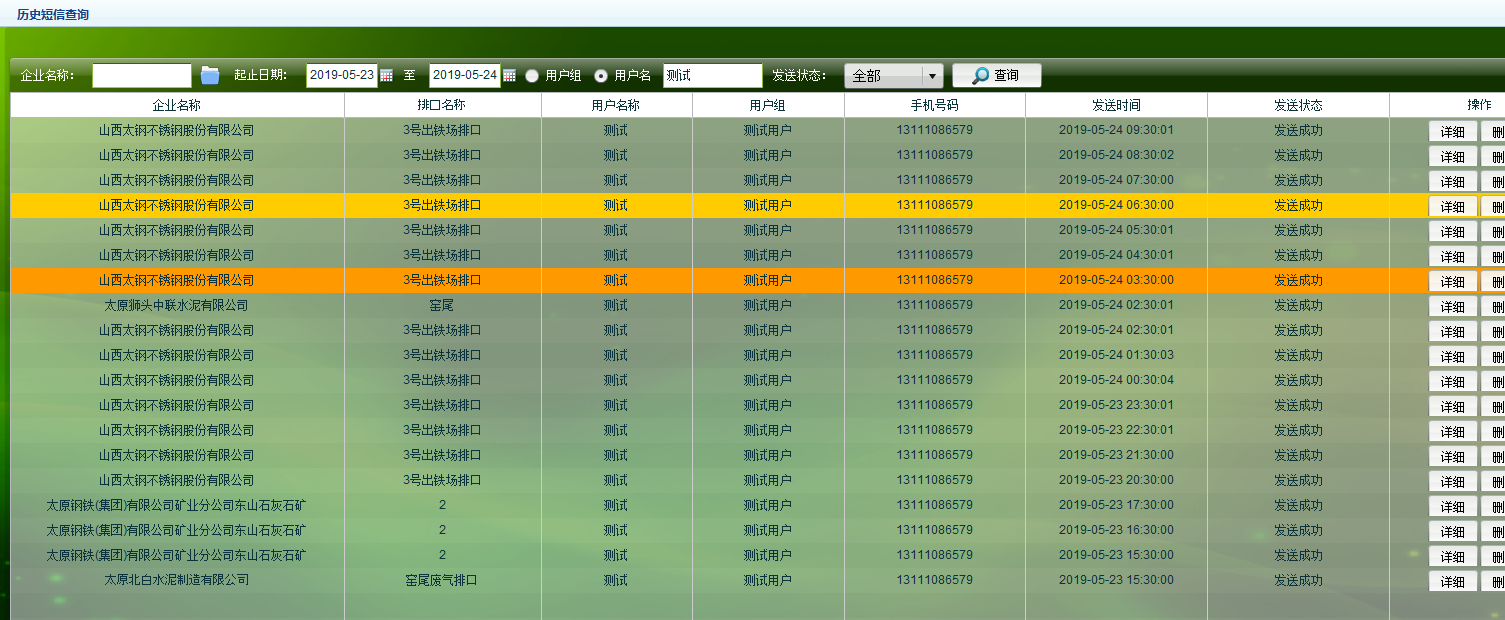 历史短信查询
企业名称： 起止日期： 2019-05-23 至 2019-05-24 用户组 用户名 测试 发送状态： 全部 查询
企业名称 排口名称 用户名称 用户组 手机号码 发送时间 发送状态 操作
山西太钢不锈钢股份有限公司 3号出铁场排口 测试 测试用户 13111086579 2019-05-24 09:30:01 发送成功 详细 删
山西太钢不锈钢股份有限公司 3号出铁场排口 测试 测试用户 13111086579 2019-05-24 08:30:02 发送成功 详细 删
山西太钢不锈钢股份有限公司 3号出铁场排口 测试 测试用户 13111086579 2019-05-24 07:30:00 发送成功 详细 删
山西太钢不锈钢股份有限公司 3号出铁场排口 测试 测试用户 13111086579 2019-05-24 06:30:00 发送成功 详细 删
山西太钢不锈钢股份有限公司 3号出铁场排口 测试 测试用户 13111086579 2019-05-24 05:30:01 发送成功 详细 删
山西太钢不锈钢股份有限公司 3号出铁场排口 测试 测试用户 13111086579 2019-05-24 04:30:01 发送成功 详细 删
山西太钢不锈钢股份有限公司 3号出铁场排口 测试 测试用户 13111086579 2019-05-24 03:30:00 发送成功 详细 删
太原狮头中联水泥有限公司 窑尾 测试 测试用户 13111086579 2019-05-24 02:30:01 发送成功 详细 删
山西太钢不锈钢股份有限公司 3号出铁场排口 测试 测试用户 13111086579 2019-05-24 02:30:01 发送成功 详细 删
山西太钢不锈钢股份有限公司 3号出铁场排口 测试 测试用户 13111086579 2019-05-24 01:30:03 发送成功 详细 删
山西太钢不锈钢股份有限公司 3号出铁场排口 测试 测试用户 13111086579 2019-05-24 00:30:04 发送成功 详细 删
山西太钢不锈钢股份有限公司 3号出铁场排口 测试 测试用户 13111086579 2019-05-23 23:30:01 发送成功 详细 删
山西太钢不锈钢股份有限公司 3号出铁场排口 测试 测试用户 13111086579 2019-05-23 22:30:01 发送成功 详细 删
山西太钢不锈钢股份有限公司 3号出铁场排口 测试 测试用户 13111086579 2019-05-23 21:30:00 发送成功 详细 删
山西太钢不锈钢股份有限公司 3号出铁场排口 测试 测试用户 13111086579 2019-05-23 20:30:00 发送成功 详细 删
太原钢铁(集团)有限公司矿业分公司东山石灰石矿 2 测试 测试用户 13111086579 2019-05-23 17:30:00 发送成功 详细 删
太原钢铁(集团)有限公司矿业分公司东山石灰石矿 2 测试 测试用户 13111086579 2019-05-23 16:30:00 发送成功 详细 删
太原钢铁(集团)有限公司矿业分公司东山石灰石矿 2 测试 测试用户 13111086579 2019-05-23 15:30:00 发送成功 详细 删
太原北白水泥制造有限公司 窑尾废气排口 测试 测试用户 13111086579 2019-05-23 15:30:00 发送成功 详细 删